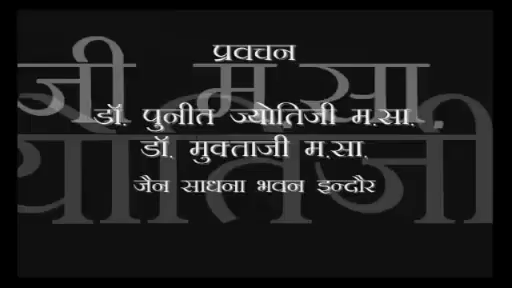 प्रवचन
डॉ. पुनीत ज्योतिजी म.सा.
डॉ. मुक्ताजी म.सा.
जैन साधना भवन इन्दौर
जी म.सा.
योतिजी